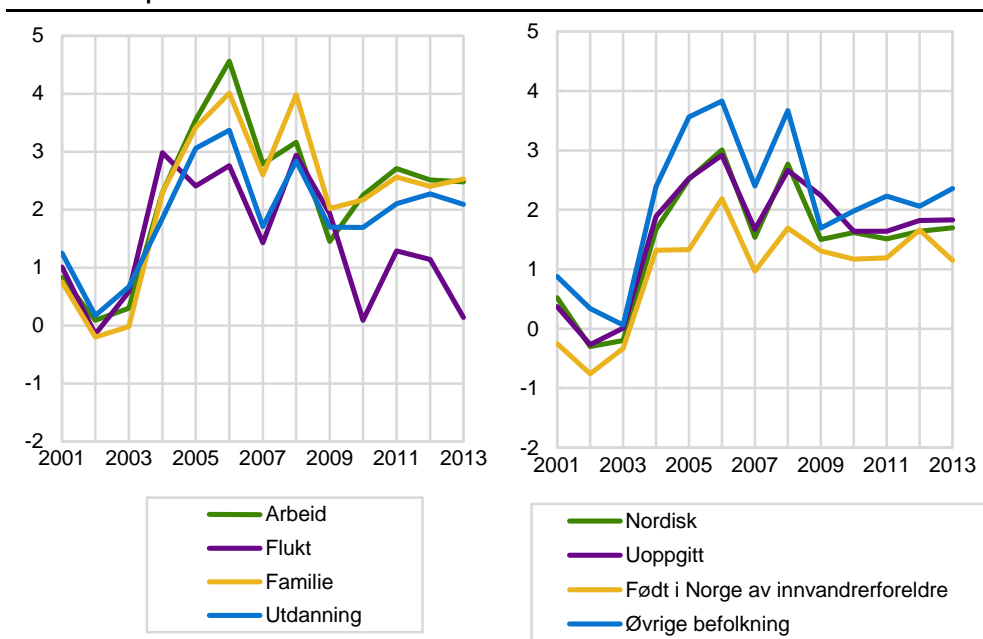 5
4
3
2
1
0
-1
-2
2001 2003 2005 2007 2009 2011 2013
Arbeid
Flukt
Familie
Utdanning
5
4
3
2
1
0
-1
-2
2001 2003 2005 2007 2009 2011 2013
Nordisk
Uoppgitt
Født i Norge av innvandrerforeldre
Øvrige befolkning